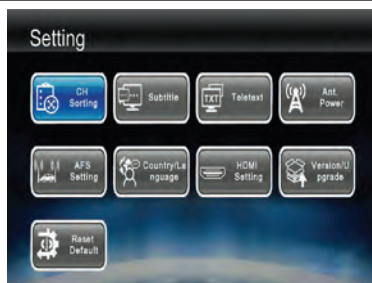 Setting
CH
Sorting
Subtitle
TXT
Teletext
Ant.
Power
AFS
Setting
Country/La
nguage
HDMI
Setting
Version/U
pgrade
Reset
Default